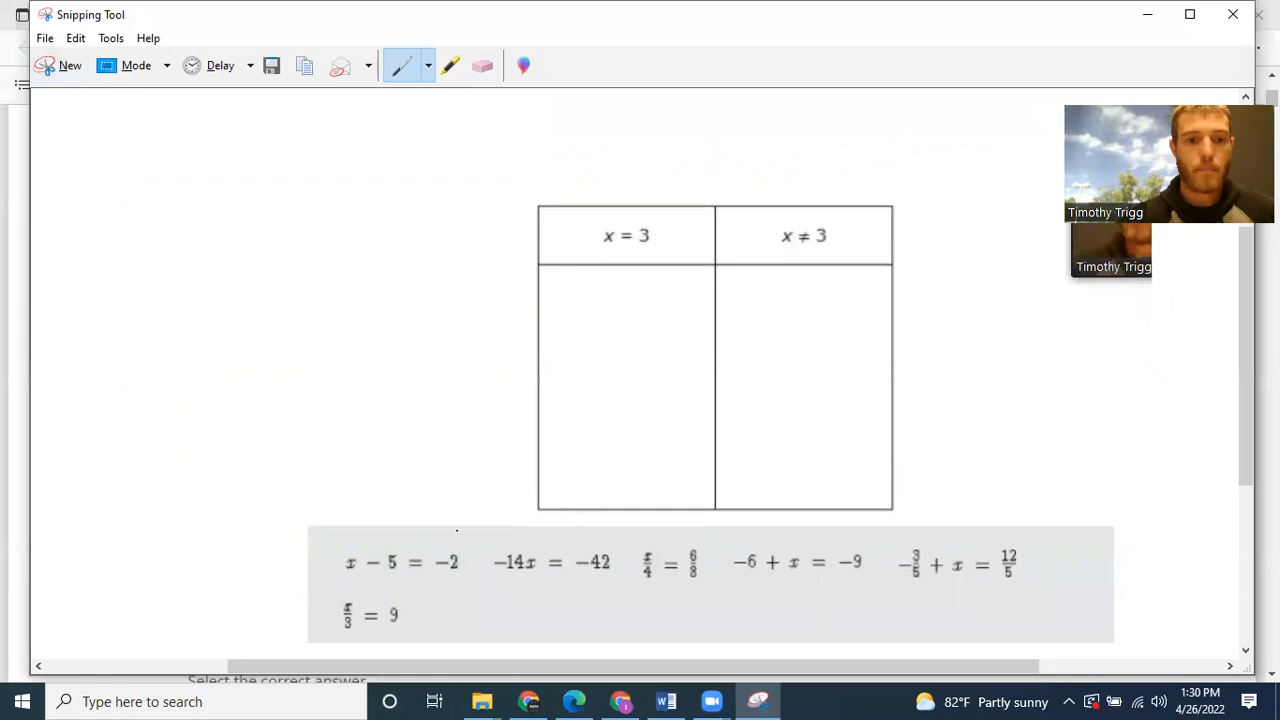 Snipping Tool
File Edit Tools Help
New Mode Delay
Timothy Trigg
Timothy Trigg
x = 3 x ≠ 3
x − 5 = −2 −14x = −42 x/4 = 6/8 −6 + x = −9 −3/5 + x = 12/5
x/3 = 9
Select the correct answer
Type here to search
82°F Partly sunny
1:30 PM
4/26/2022